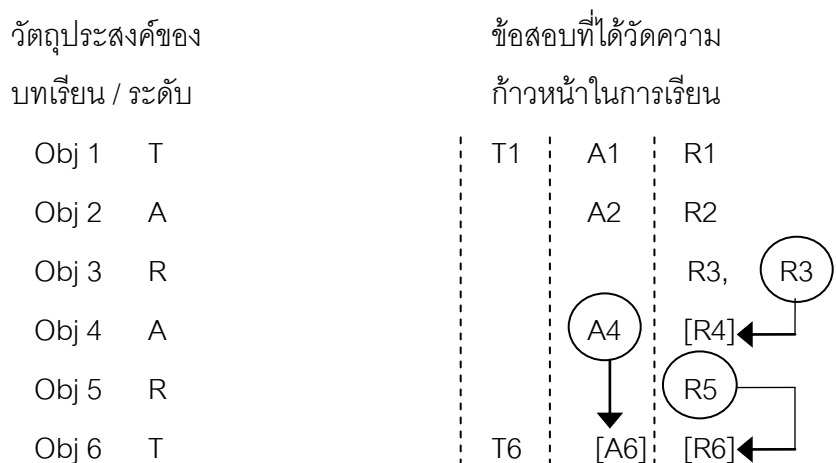 วัตถุประสงค์ของ ข้อสอบที่ได้วัดความ
บทเรียน / ระดับ ก้าวหน้าในการเรียน
Obj 1 T T1 A1 R1
Obj 2 A A2 R2
Obj 3 R R3, R3
Obj 4 A A4 [R4]
Obj 5 R R5
Obj 6 T T6 [A6] [R6]